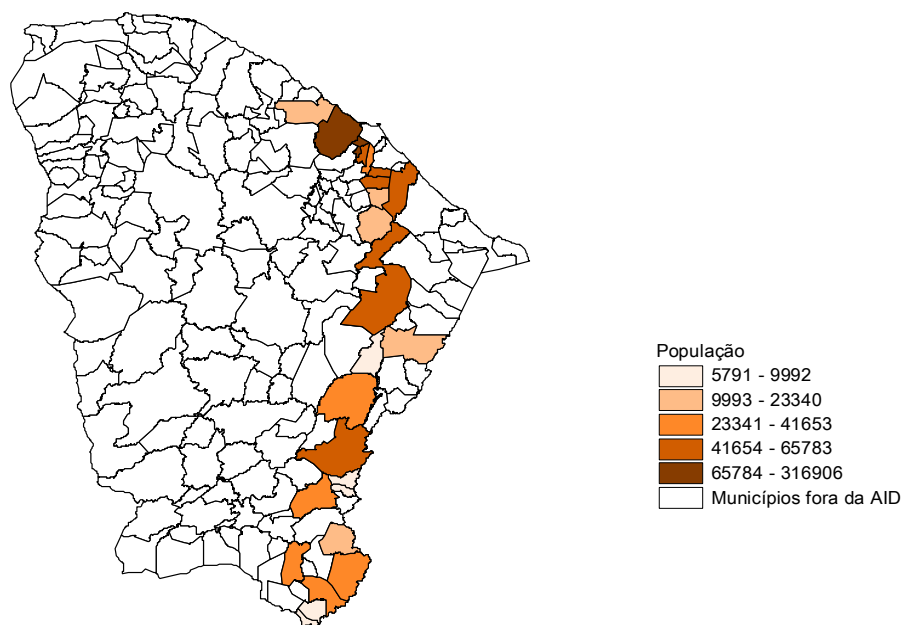 População
5791 - 9992
9993 - 23340
23341 - 41653
41654 - 65783
65784 - 316906
Municípios fora da AID